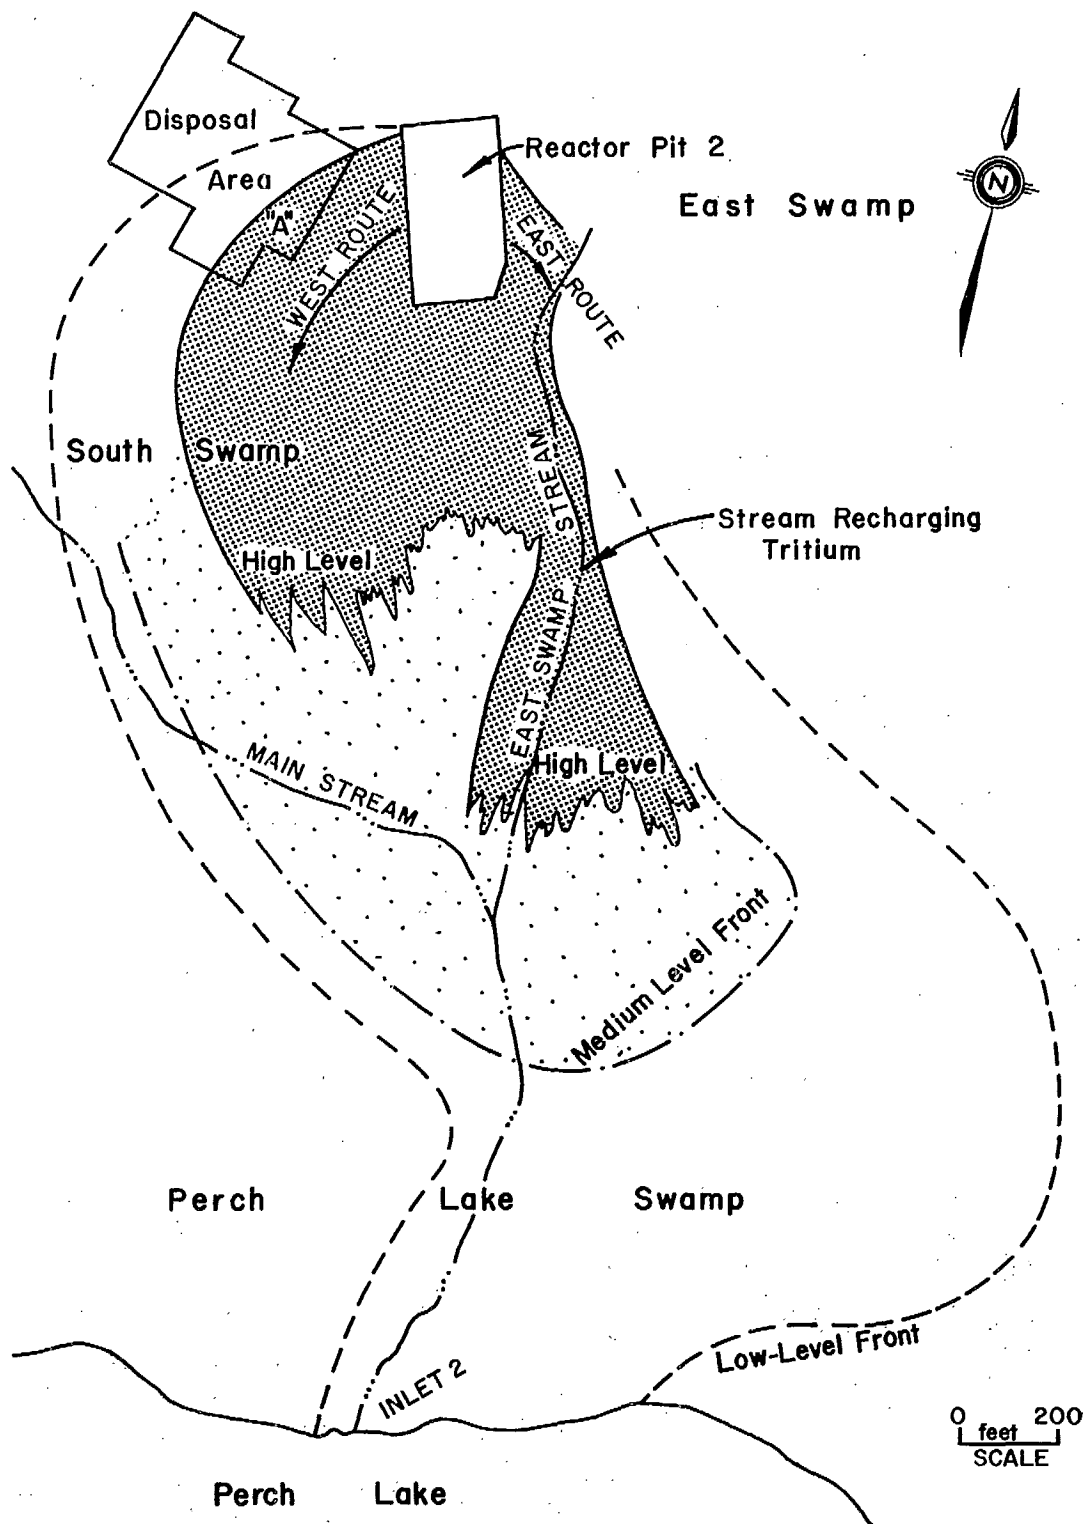 Disposal
Area
"A"
Reactor Pit 2
East Swamp
N
WEST ROUTE
EAST ROUTE
South Swamp
EAST SWAMP STREAM
Stream Recharging
Tritium
High Level
High Level
MAIN STREAM
Medium Level Front
Perch Lake Swamp
Low-Level Front
INLET 2
0 200
feet
SCALE
Perch Lake